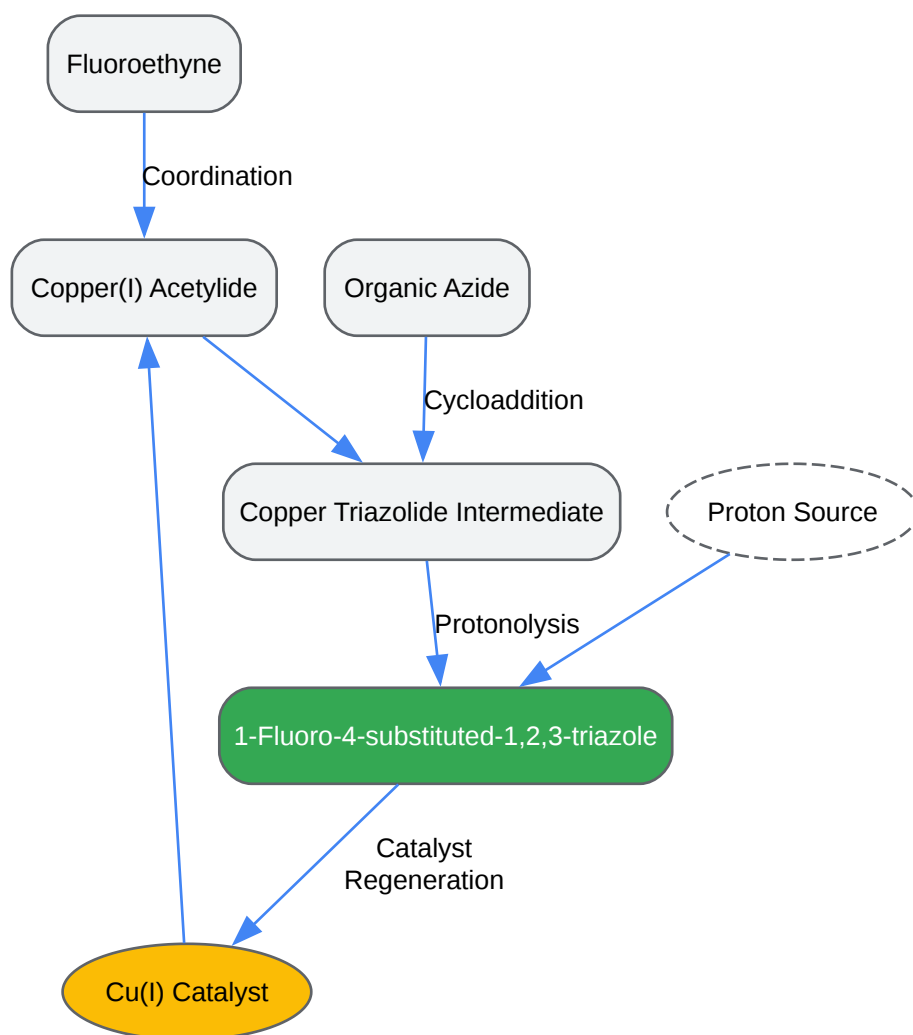 Fluoroethyne
Coordination
Copper(I) Acetylide
Organic Azide
Cycloaddition
Copper Triazolide Intermediate
Proton Source
Protonolysis
1-Fluoro-4-substituted-1,2,3-triazole
Catalyst
Regeneration
Cu(I) Catalyst